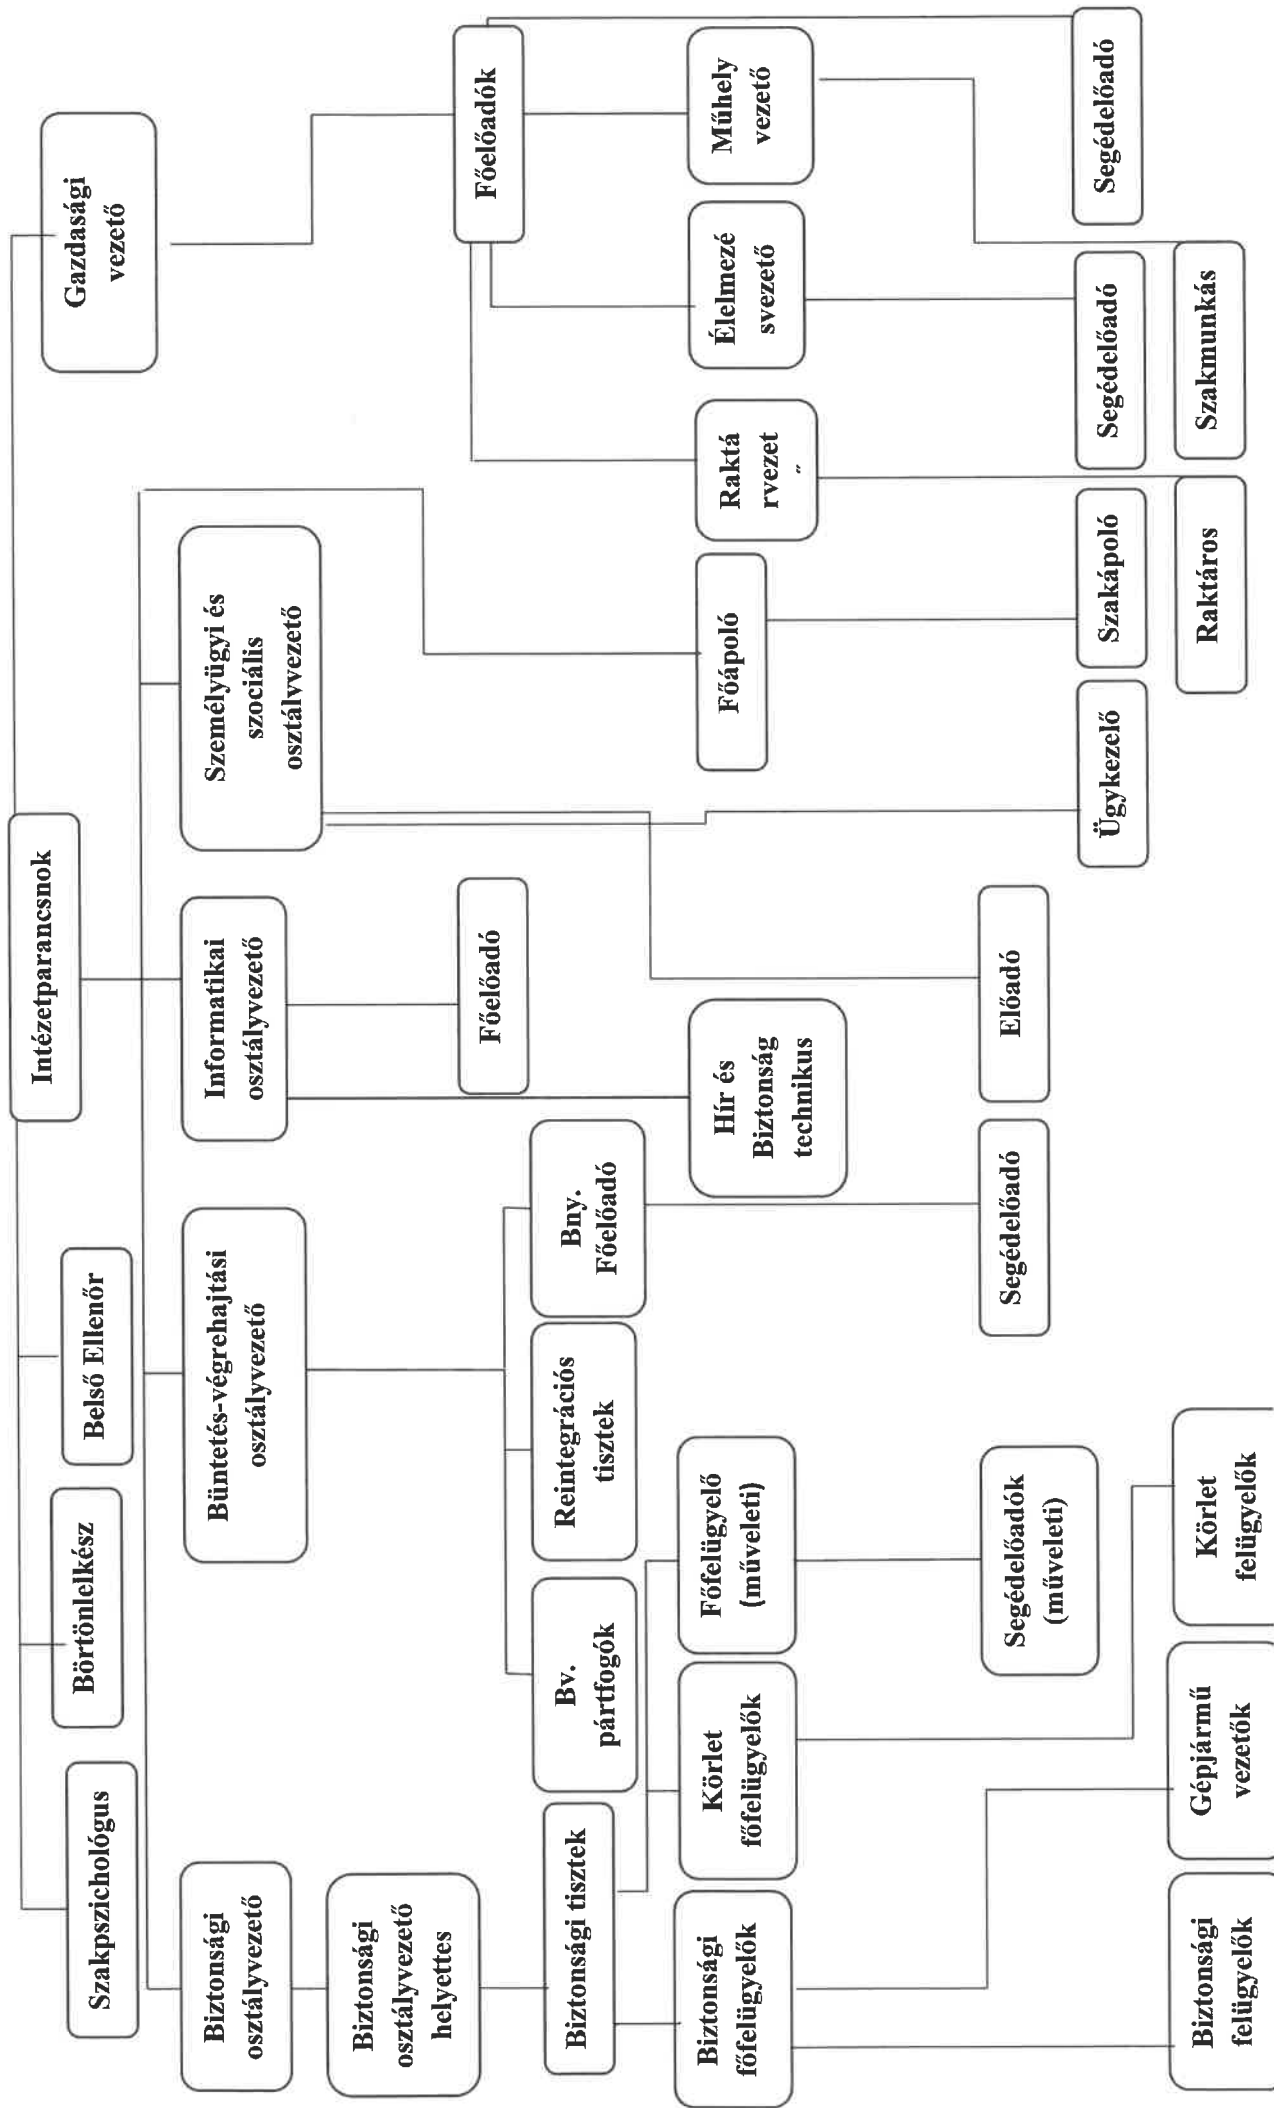 Intézetparancsnok
Gazdasági
vezető
Belső Ellenőr
Börtönlelkész
Szakpszichológus
Biztonsági
osztályvezető
Büntetés-végrehajtási
osztályvezető
Informatikai
osztályvezető
Személyügyi és
szociális
osztálvvezető
Biztonsági
osztályvezető
helyettes
Főelőadó
Főelőadók
Biztonsági tisztek
Bv.
pártfogók
Reintegrációs
tisztek
Bny.
Főelőadó
Biztonsági
főfelügyelők
Körlet
főfelügyelők
Főfelügyelő
(műveleti)
Hír és
Biztonság
technikus
Főápoló
Raktá
rvezet
ő
Élelmezé
svezető
Műhely
vezető
Segédelőadók
(műveleti)
Segédelőadó
Előadó
Ügykezelő
Szakápoló
Segédelőadó
Segédelőadó
Biztonsági
felügyelők
Gépjármű
vezetők
Körlet
felügyelők
Raktáros
Szakmunkás